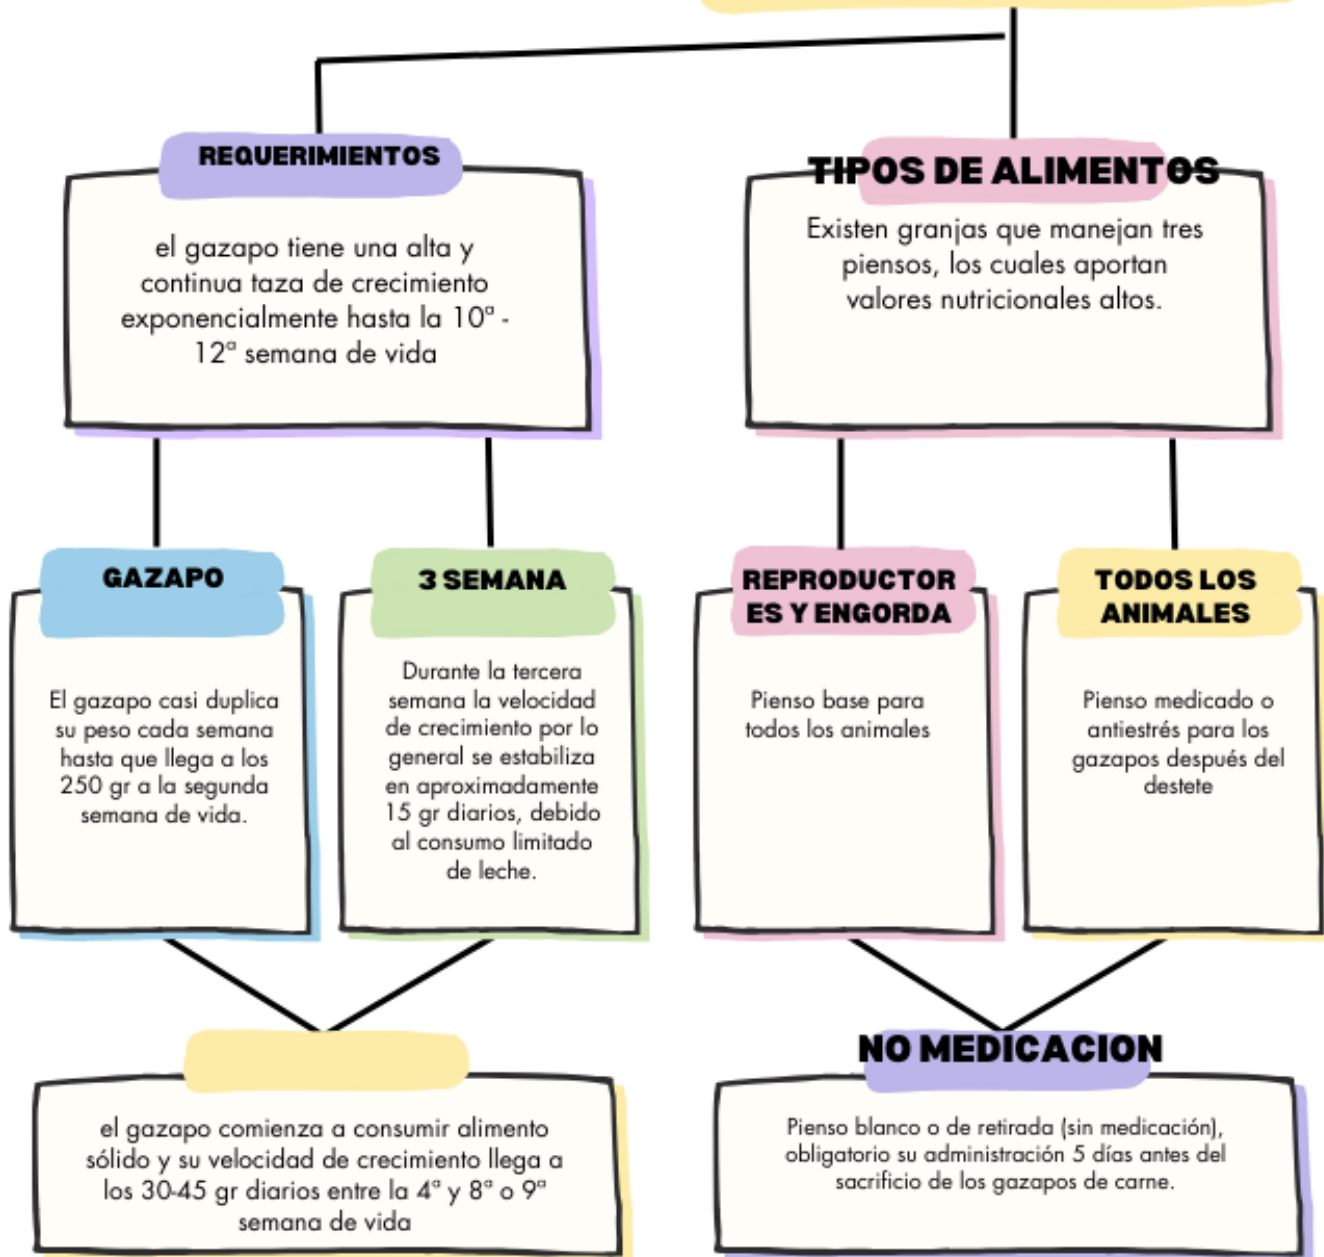 REQUERIMIENTOS
el gazapo tiene una alta y
continua taza de crecimiento
exponencialmente hasta la 10ª -
12ª semana de vida
TIPOS DE ALIMENTOS
Existen granjas que manejan tres
piensos, los cuales aportan
valores nutricionales altos.
GAZAPO
El gazapo casi duplica
su peso cada semana
hasta que llega a los
250 gr a la segunda
semana de vida.
3 SEMANA
Durante la tercera
semana la velocidad
de crecimiento por lo
general se estabiliza
en aproximadamente
15 gr diarios, debido
al consumo limitado
de leche.
REPRODUCTOR
ES Y ENGORDA
Pienso base para
todos los animales
TODOS LOS
ANIMALES
Pienso medicado o
antiestrés para los
gazapos después del
destete
el gazapo comienza a consumir alimento
sólido y su velocidad de crecimiento llega a
los 30-45 gr diarios entre la 4ª y 8ª o 9ª
semana de vida
NO MEDICACION
Pienso blanco o de retirada (sin medicación),
obligatorio su administración 5 días antes del
sacrificio de los gazapos de carne.